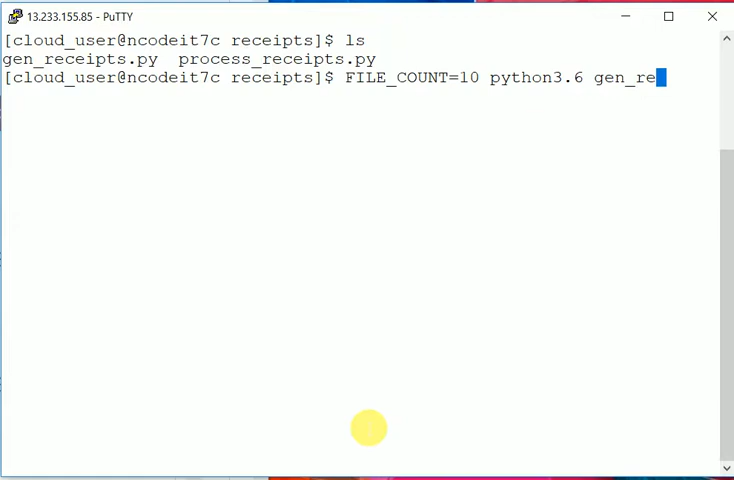 13.233.155.85 - PuTTY
[cloud_user@ncodeit7c receipts]$ ls
gen_receipts.py  process_receipts.py
[cloud_user@ncodeit7c receipts]$ FILE_COUNT=10 python3.6 gen_re